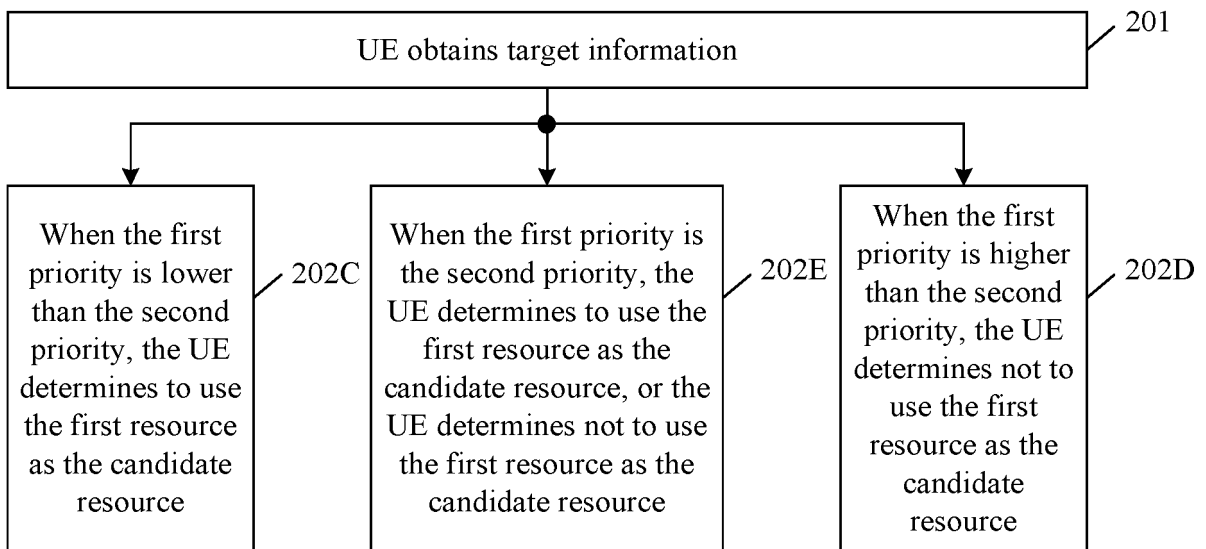 UE obtains target information
201
When the first
priority is lower
than the second
priority, the UE
determines to use
the first resource
as the candidate
resource
202C
When the first priority is
the second priority, the
UE determines to use the
first resource as the
candidate resource, or the
UE determines not to use
the first resource as the
candidate resource
202E
When the first
priority is higher
than the second
priority, the UE
determines not to
use the first
resource as the
candidate
resource
202D